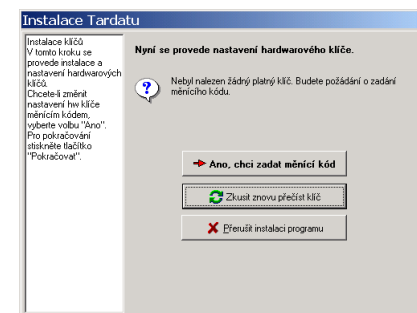 Instalace Tardatu
Instalace klíčů
V tomto kroku se
provede instalace a
nastavení hardwarových
klíčů.
Chcete-li změnit
nastavení hw klíče
měnícím kódem,
vyberte volbu "Ano".
Pro pokračování
stiskněte tlačítko
"Pokračovat".
Nyní se provede nastavení hardwarového klíče.
Nebyl nalezen žádný platný klíč. Budete požádání o zadání
měnícího kódu.
Ano, chci zadat měnící kód
Zkusit znovu přečíst klíč
Přerušit instalaci programu